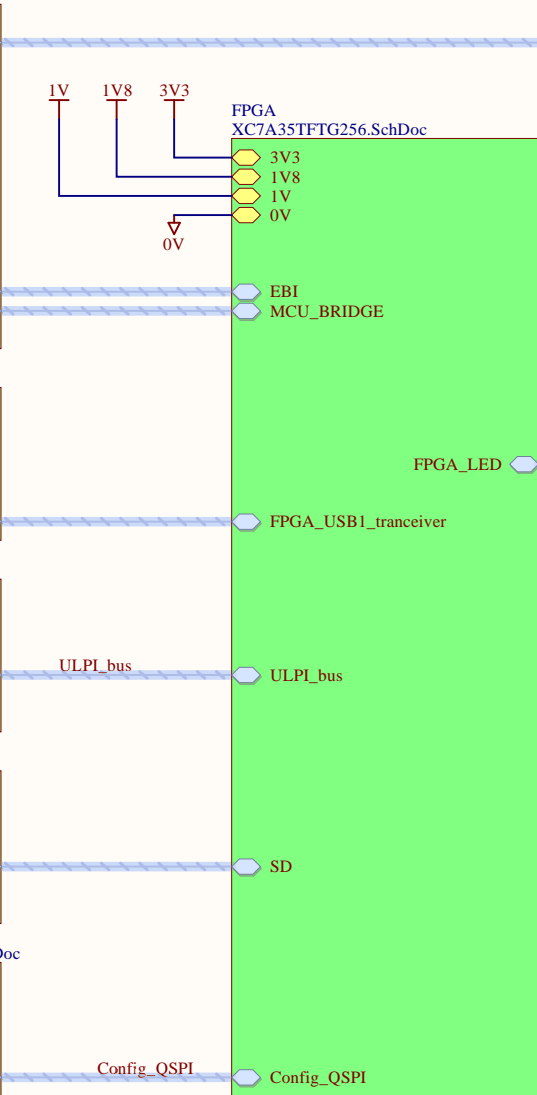 1V 1V8 3V3
FPGA
XC7A35TFTG256.SchDoc
3V3
1V8
1V
0V
0V
EBI
MCU_BRIDGE
FPGA_LED
FPGA_USB1_tranceiver
ULPI_bus
ULPI_bus
SD
Config_QSPI
Config_QSPI